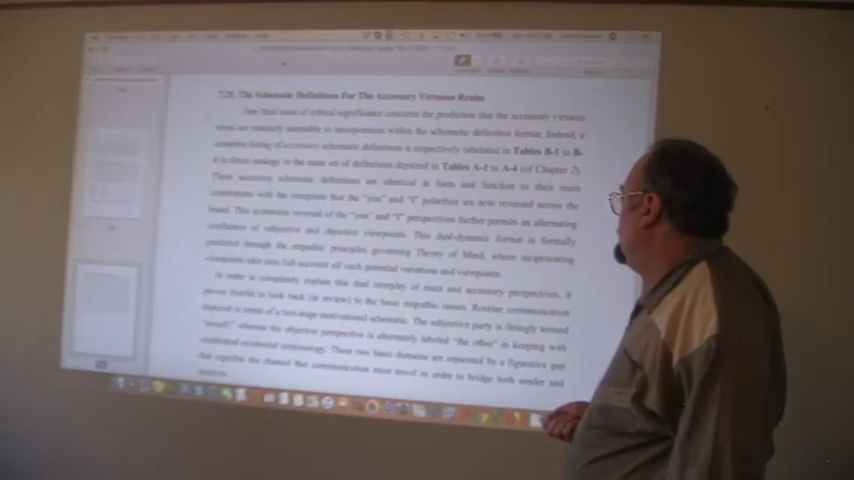 7.25, The Schematic Definitions For The Accessory Virtuous Realm
One final issue of critical significance concerns the prediction that the accessory virtuous
terms are similarly amenable to incorporation within the schematic definition format. Indeed, a
complete listing of accessory schematic definitions is respectively tabulated in Tables B-1 to B-
4 in direct analogy to the main set of definitions depicted in Tables A-1 to A-4 (of Chapter 2).
These accessory schematic definitions are identical in form and function to their main
counterparts with the exception that the "you" and "I" polarities are now reversed across the
board. This systematic reversal of the "you" and "I" perspectives further permits an alternating
confluence of subjective and objective viewpoints. This dual-dynamic format is formally
predicted through the empathic principles governing Theory of Mind, where reciprocating
viewpoints take into full account all such potential variations and viewpoints.
In order to completely explain this dual interplay of main and accessory perspectives, it
proves fruitful to look back (in review) to the basic empathic issues. Routine communication
depicted in terms of a two-stage motivational schematic. The subjective party is fittingly termed
"myself," whereas the objective perspective is alternately labeled "the other" in keeping with
established existential terminology. These two basic domains are separated by a figurative gap
that signifies the channel that communication must travel in order to bridge both sender and
receiver.